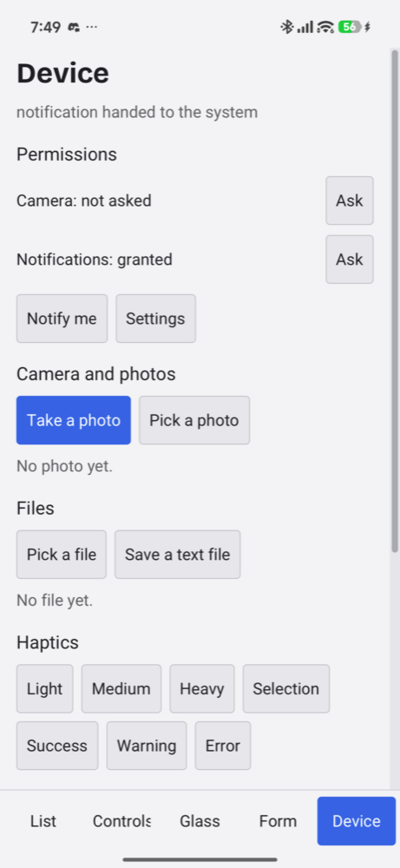 7:49 ···
56
Device
notification handed to the system
Permissions
Camera: not asked
Ask
Notifications: granted
Ask
Notify me Settings
Camera and photos
Take a photo Pick a photo
No photo yet.
Files
Pick a file Save a text file
No file yet.
Haptics
Light Medium Heavy Selection
Success Warning Error
List Controls Glass Form Device